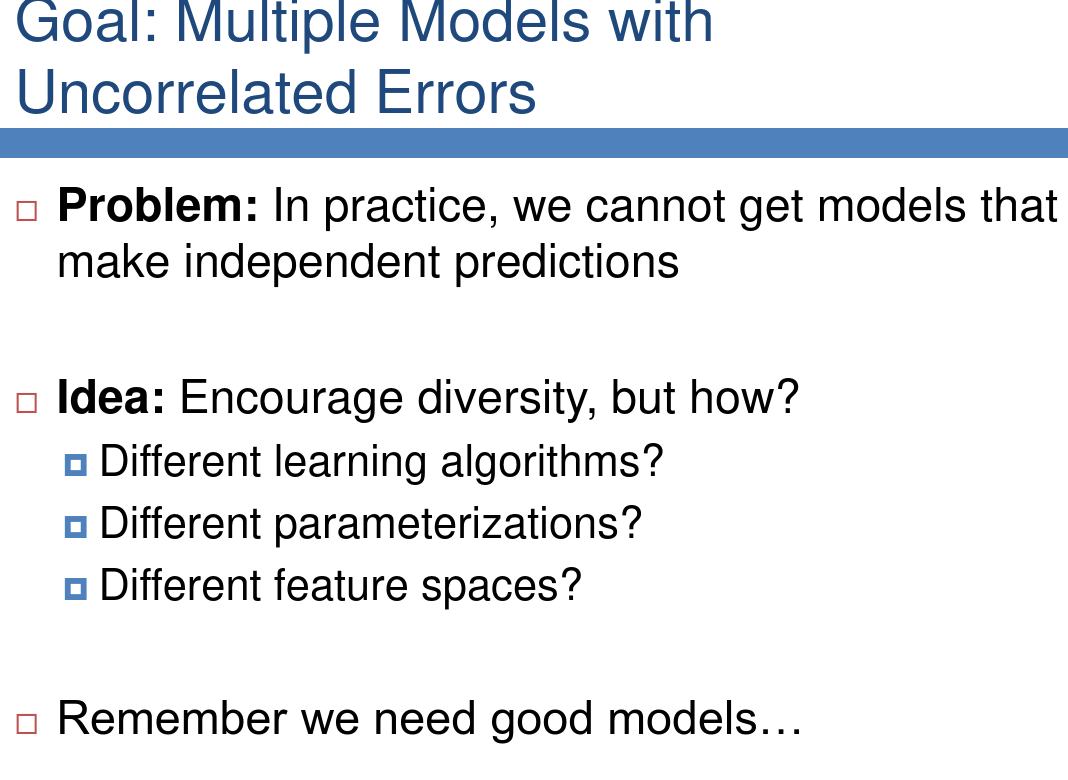 Goal: Multiple Models with
Uncorrelated Errors
Problem: In practice, we cannot get models that
make independent predictions
Idea: Encourage diversity, but how?
Different learning algorithms?
Different parameterizations?
Different feature spaces?
Remember we need good models…